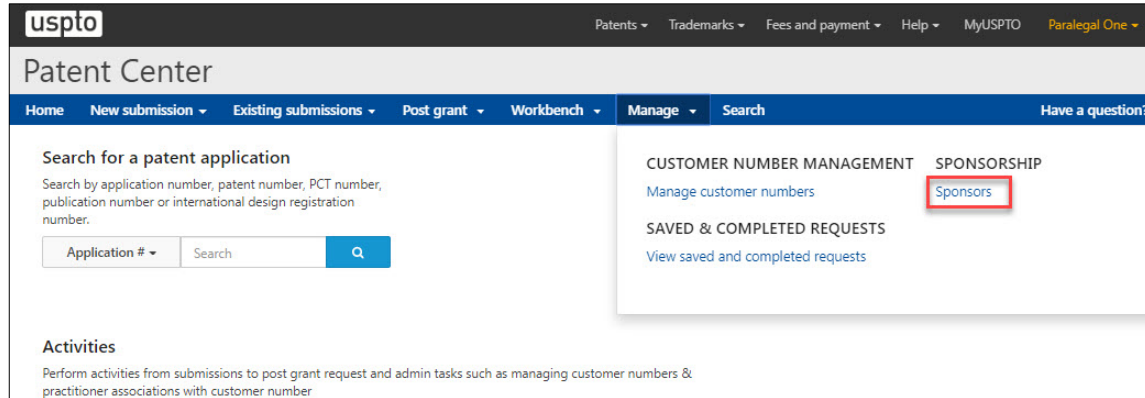 uspto
Patents Trademarks Fees and payment Help MyUSPTO Paralegal One
Patent Center
Home New submission Existing submissions Post grant Workbench Manage Search Have a question?
Search for a patent application
Search by application number, patent number, PCT number,
publication number or international design registration
number.
Application # Search
CUSTOMER NUMBER MANAGEMENT SPONSORSHIP
Manage customer numbers Sponsors
SAVED & COMPLETED REQUESTS
View saved and completed requests
Activities
Perform activities from submissions to post grant request and admin tasks such as managing customer numbers &
practitioner associations with customer number